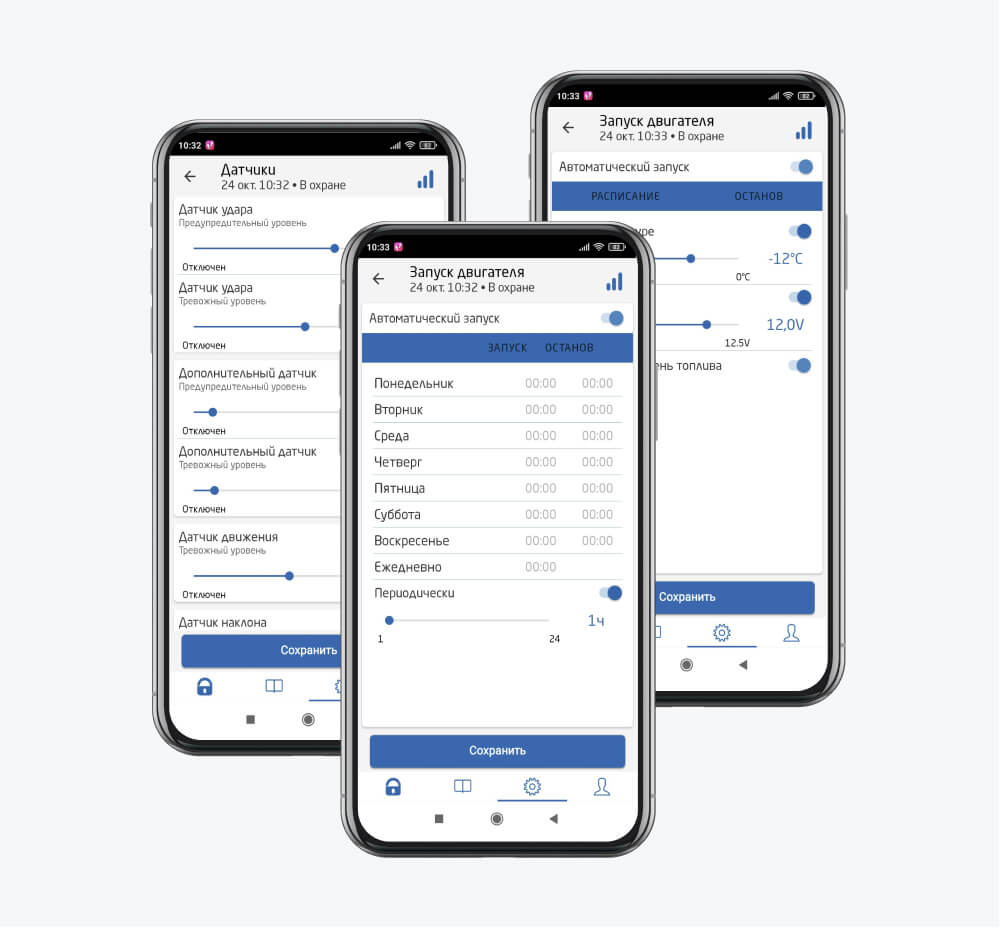 10:32
82
Датчики
24 окт. 10:32 • В охране
Датчик удара
Предупредительный уровень
Отключен
Датчик удара
Тревожный уровень
Отключен
Дополнительный датчик
Предупредительный уровень
Отключен
Дополнительный датчик
Тревожный уровень
Отключен
Датчик движения
Тревожный уровень
Отключен
Датчик наклона
Сохранить
10:33
82
Запуск двигателя
24 окт. 10:32 • В охране
Автоматический запуск
ЗАПУСК ОСТАНОВ
Понедельник 00:00 00:00
Вторник 00:00 00:00
Среда 00:00 00:00
Четверг 00:00 00:00
Пятница 00:00 00:00
Суббота 00:00 00:00
Воскресенье 00:00 00:00
Ежедневно 00:00
Периодически
1ч
1 24
Сохранить
10:33
82
Запуск двигателя
24 окт. 10:33 • В охране
Автоматический запуск
РАСПИСАНИЕ ОСТАНОВ
-12°C
0°C
12,0V
12.5V
топлива
Сохранить